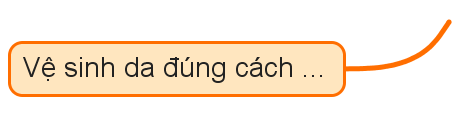 Vệ sinh da đúng cách ...